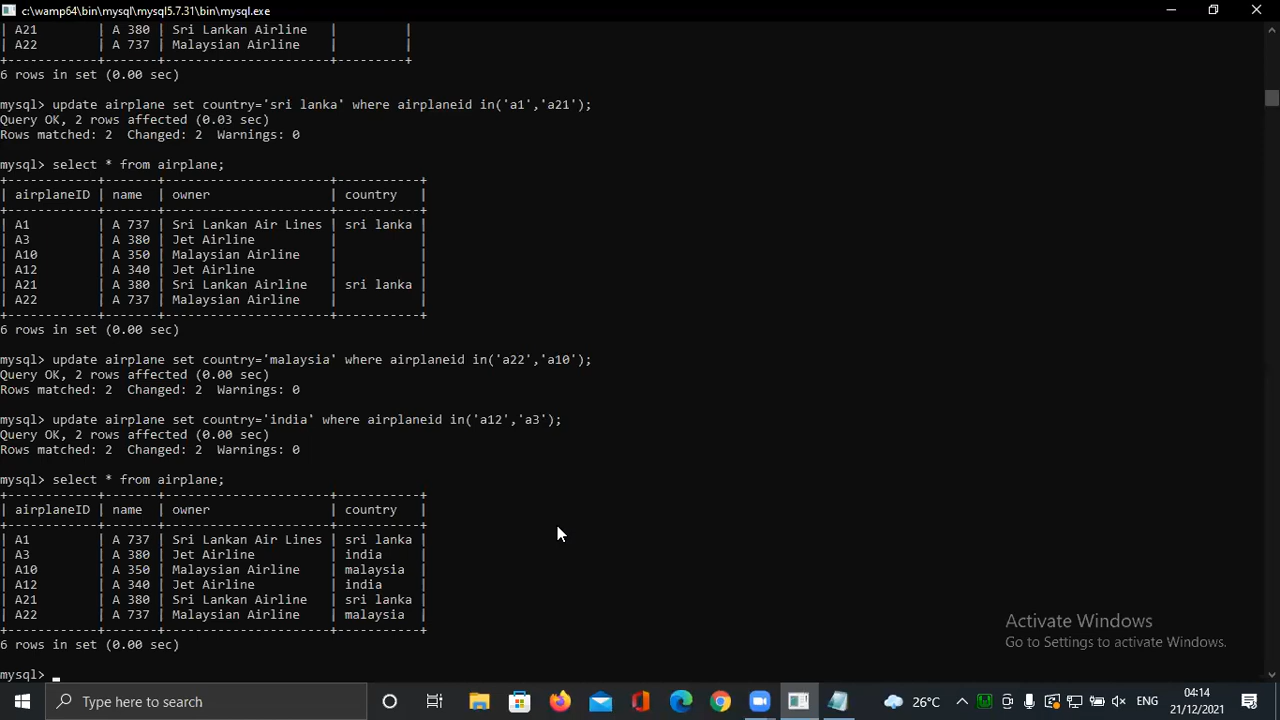 c:\wamp64\bin\mysql\mysql5.7.31\bin\mysql.exe
| A21         | A 380 | Sri Lankan Airline   |         |
| A22         | A 737 | Malaysian Airline    |         |
+------------+-------+----------------------+---------+
6 rows in set (0.00 sec)
mysql> update airplane set country='sri lanka' where airplaneid in('a1','a21');
Query OK, 2 rows affected (0.03 sec)
Rows matched: 2  Changed: 2  Warnings: 0
mysql> select * from airplane;
+------------+-------+----------------------+-----------+
| airplaneID | name  | owner                | country   |
+------------+-------+----------------------+-----------+
| A1         | A 737 | Sri Lankan Air Lines | sri lanka |
| A3         | A 380 | Jet Airline          |           |
| A10        | A 350 | Malaysian Airline    |           |
| A12        | A 340 | Jet Airline          |           |
| A21        | A 380 | Sri Lankan Airline   | sri lanka |
| A22        | A 737 | Malaysian Airline    |           |
+------------+-------+----------------------+-----------+
6 rows in set (0.00 sec)
mysql> update airplane set country='malaysia' where airplaneid in('a22','a10');
Query OK, 2 rows affected (0.00 sec)
Rows matched: 2  Changed: 2  Warnings: 0
mysql> update airplane set country='india' where airplaneid in('a12','a3');
Query OK, 2 rows affected (0.00 sec)
Rows matched: 2  Changed: 2  Warnings: 0
mysql> select * from airplane;
+------------+-------+----------------------+-----------+
| airplaneID | name  | owner                | country   |
+------------+-------+----------------------+-----------+
| A1         | A 737 | Sri Lankan Air Lines | sri lanka |
| A3         | A 380 | Jet Airline          | india     |
| A10        | A 350 | Malaysian Airline    | malaysia  |
| A12        | A 340 | Jet Airline          | india     |
| A21        | A 380 | Sri Lankan Airline   | sri lanka |
| A22        | A 737 | Malaysian Airline    | malaysia  |
+------------+-------+----------------------+-----------+
6 rows in set (0.00 sec)
mysql>
Activate Windows
Go to Settings to activate Windows.
Type here to search
26°C
ENG
04:14
21/12/2021